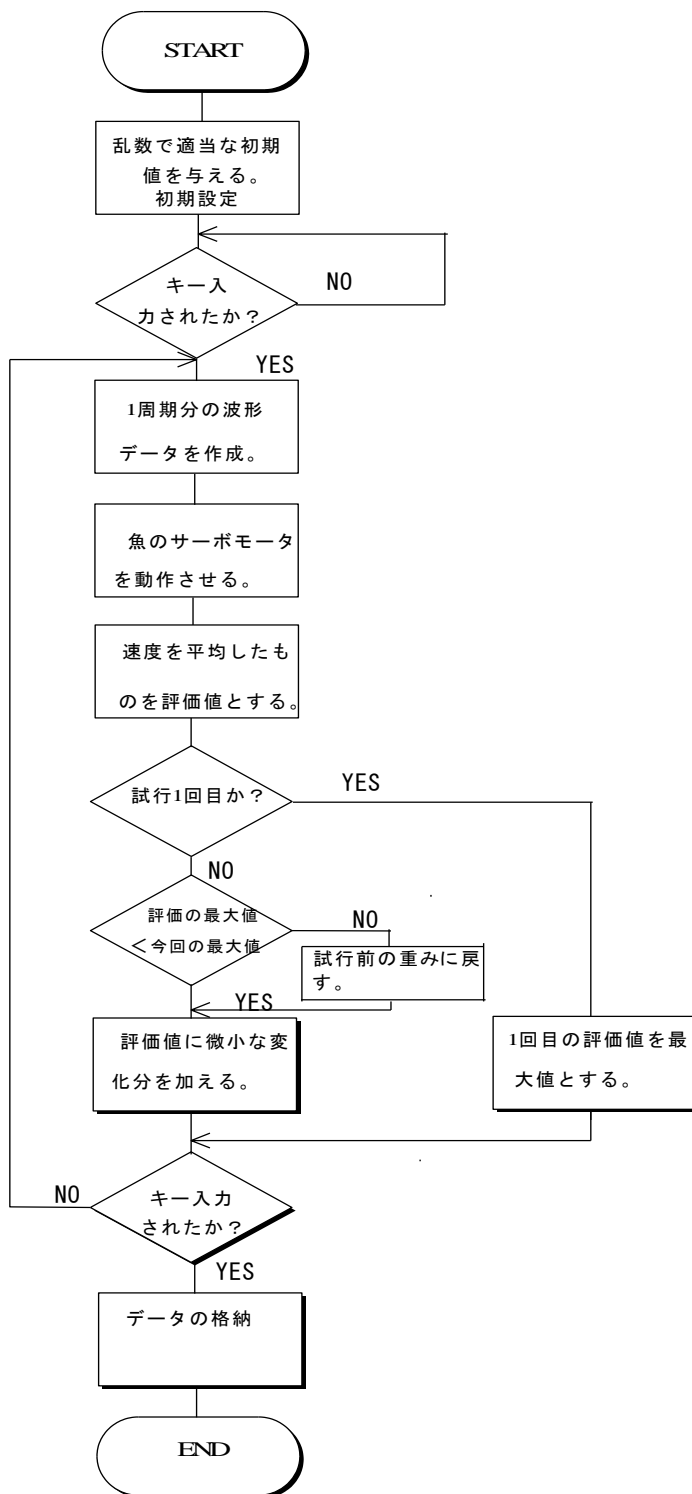 START
乱数で適当な初期
値を与える。
初期設定
キー入
力されたか？
NO
YES
1周期分の波形
データを作成。
魚のサーボモータ
を動作させる。
速度を平均したも
のを評価値とする。
試行1回目か？
YES
NO
評価の最大値
＜今回の最大値
NO
試行前の重みに戻
す。
YES
評価値に微小な変
化分を加える。
1回目の評価値を最
大値とする。
キー入力
されたか？
NO
YES
データの格納
END